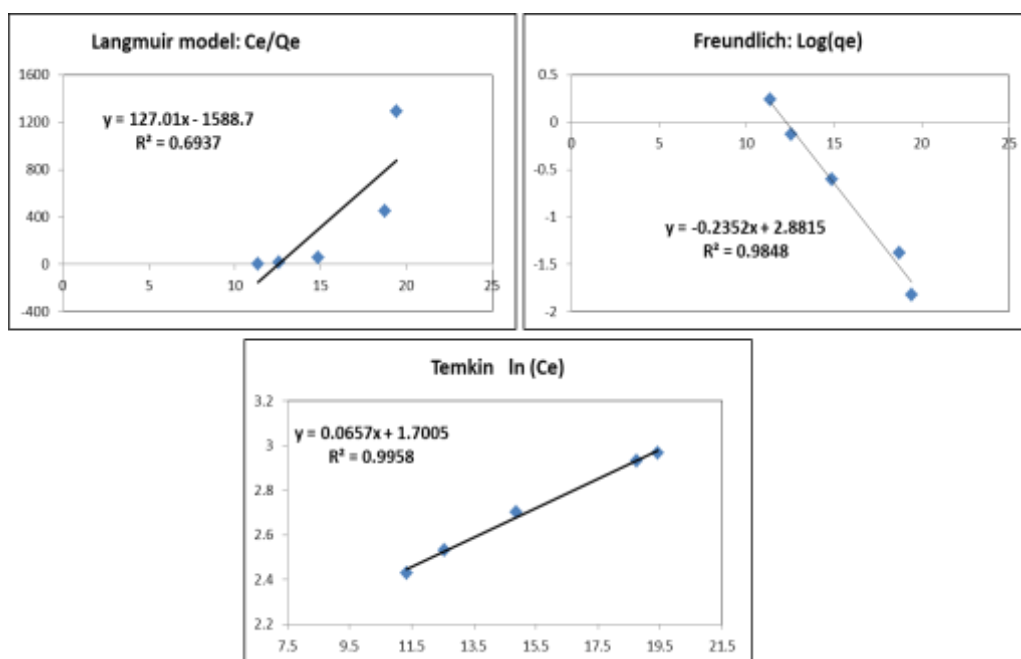 Langmuir model: Ce/Qe
1600
1200
800
400
0
-400
0 5 10 15 20 25
y = 127.01x - 1588.7
R² = 0.6937
Freundlich: Log(qe)
0.5
0
-0.5
-1
-1.5
-2
0 5 10 15 20 25
y = -0.2352x + 2.8815
R² = 0.9848
Temkin ln (Ce)
3.2
3
2.8
2.6
2.4
2.2
7.5 9.5 11.5 13.5 15.5 17.5 19.5 21.5
y = 0.0657x + 1.7005
R² = 0.9958